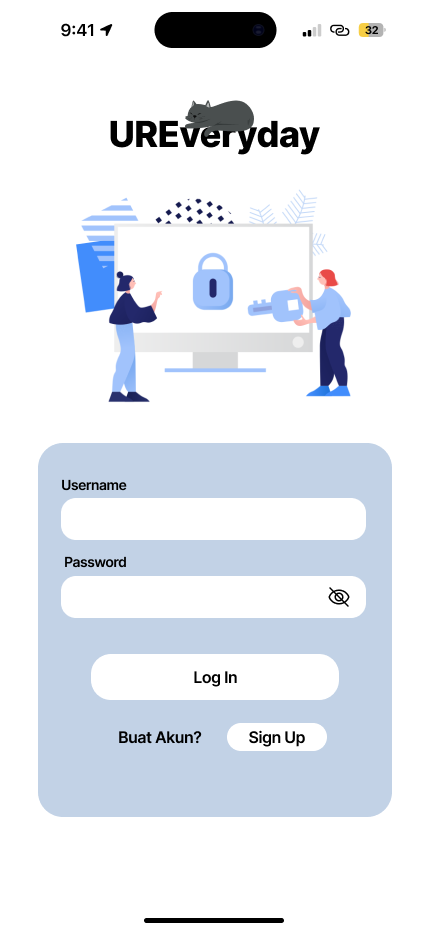 9:41
32
UREveryday
Username
Password
Log In
Buat Akun?
Sign Up